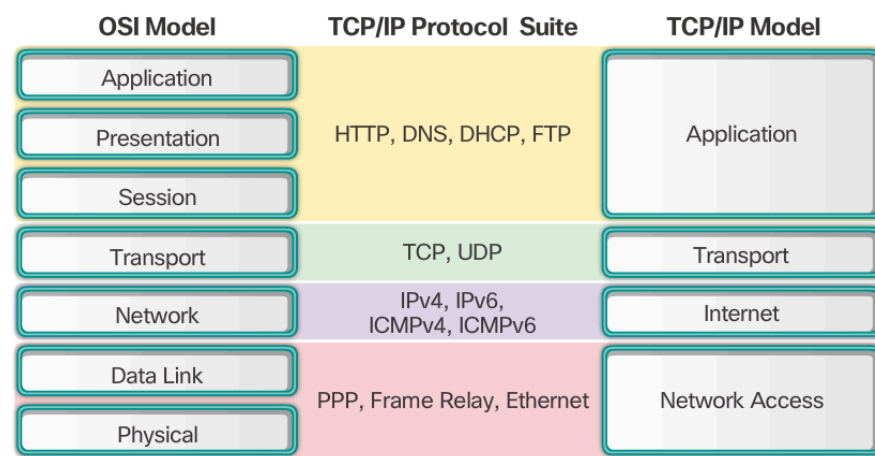 OSI Model
TCP/IP Protocol Suite
TCP/IP Model
Application
Presentation
Session
HTTP, DNS, DHCP, FTP
Application
Transport
TCP, UDP
Transport
Network
IPv4, IPv6,
ICMPv4, ICMPv6
Internet
Data Link
Physical
PPP, Frame Relay, Ethernet
Network Access